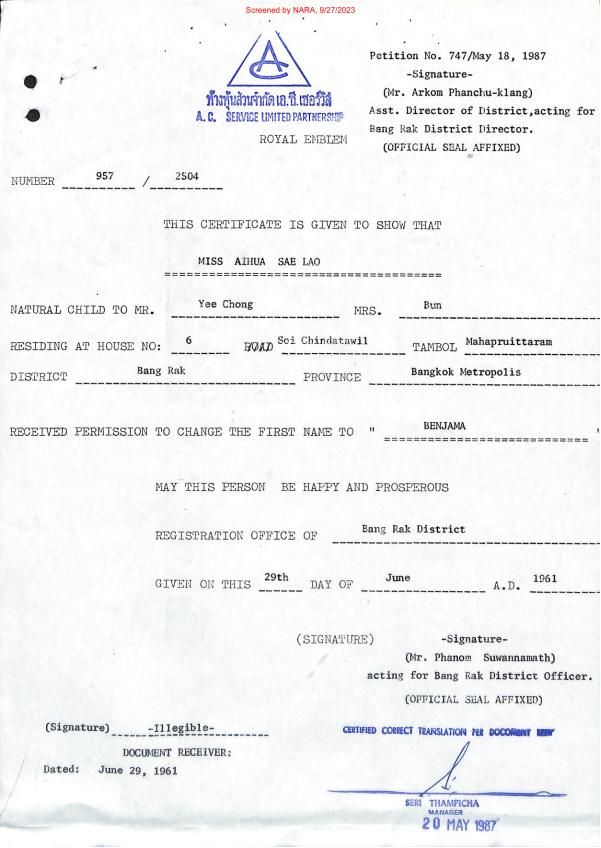 Screened by NARA, 9/27/2023
Petition No. 747/May 18, 1987
-Signature-
(Mr. Arkom Phanchu-klang)
Asst. Director of District,acting for
Bang Rak District Director.
(OFFICIAL SEAL AFFIXED)
AC
ห้างหุ้นส่วนจำกัด เอ.ซี.เซอร์วิส
A.C. SERVICE LIMITED PARTNERSHIP
ROYAL EMBLEM
NUMBER 957 / 2504
THIS CERTIFICATE IS GIVEN TO SHOW THAT
MISS AIHUA SAE LAO
NATURAL CHILD TO MR. Yee Chong MRS. Bun
RESIDING AT HOUSE NO: 6 ROAD Soi Chindatawil TAMBOL Mahapruittaram
DISTRICT Bang Rak PROVINCE Bangkok Metropolis
RECEIVED PERMISSION TO CHANGE THE FIRST NAME TO " BENJAMA "
MAY THIS PERSON BE HAPPY AND PROSPEROUS
REGISTRATION OFFICE OF Bang Rak District
GIVEN ON THIS 29th DAY OF June A.D. 1961
(SIGNATURE) -Signature-
(Mr. Phanom Suwannamath)
acting for Bang Rak District Officer.
(OFFICIAL SEAL AFFIXED)
(Signature) -Illegible-
DOCUMENT RECEIVER:
Dated: June 29, 1961
CERTIFIED CORRECT TRANSLATION PER DOCUMENT SEEN
SERI THAMPICHA
MANAGER
20 MAY 1987